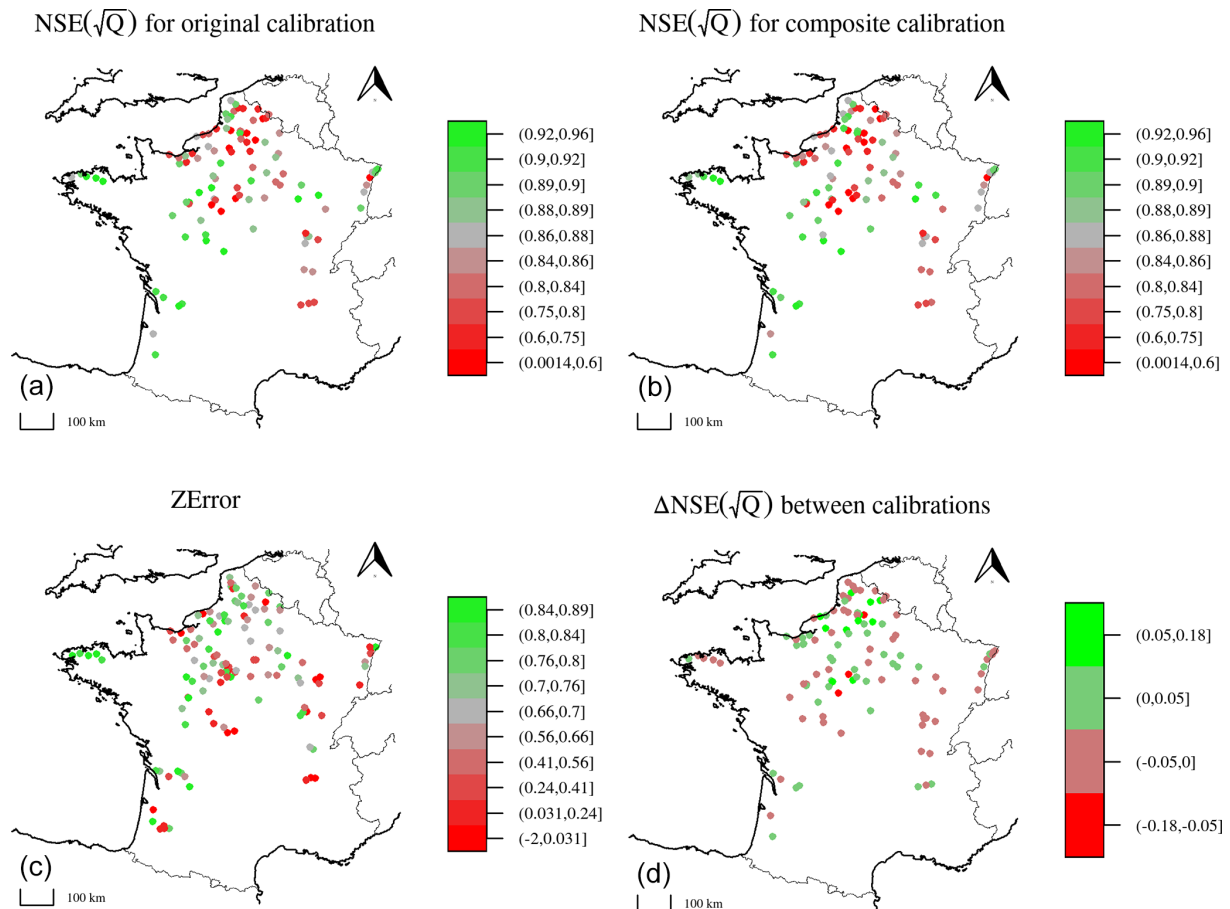 NSE(√Q) for original calibration
(0.92,0.96]
(0.9,0.92]
(0.89,0.9]
(0.88,0.89]
(0.86,0.88]
(0.84,0.86]
(0.8,0.84]
(0.75,0.8]
(0.6,0.75]
(0.0014,0.6]
(a)
100 km
NSE(√Q) for composite calibration
(0.92,0.96]
(0.9,0.92]
(0.89,0.9]
(0.88,0.89]
(0.86,0.88]
(0.84,0.86]
(0.8,0.84]
(0.75,0.8]
(0.6,0.75]
(0.0014,0.6]
(b)
100 km
ZError
(0.84,0.89]
(0.8,0.84]
(0.76,0.8]
(0.7,0.76]
(0.66,0.7]
(0.56,0.66]
(0.41,0.56]
(0.24,0.41]
(0.031,0.24]
(-2,0.031]
(c)
100 km
ΔNSE(√Q) between calibrations
(0.05,0.18]
(0,0.05]
(-0.05,0]
(-0.18,-0.05]
(d)
100 km